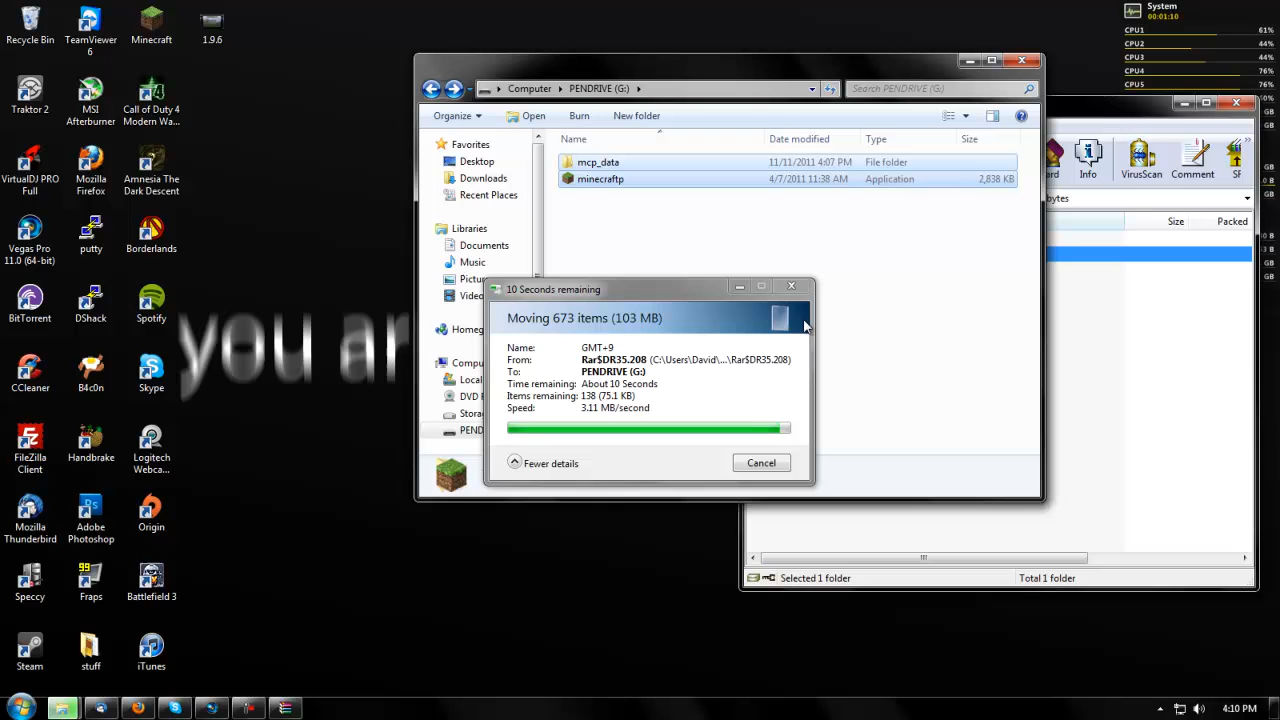 Recycle Bin
TeamViewer 6
Minecraft
1.9.6
Traktor 2
MSI Afterburner
Call of Duty 4 Modern Wa...
VirtualDJ PRO Full
Mozilla Firefox
Amnesia The Dark Descent
Vegas Pro 11.0 (64-bit)
putty
Borderlands
BitTorrent
DShack
Spotify
CCleaner
B4c0n
Skype
FileZilla Client
Handbrake
Logitech Webca...
Mozilla Thunderbird
Adobe Photoshop
Origin
Speccy
99
Fraps
Battlefield 3
Steam
stuff
iTunes
you ar
System
00:01:10
CPU1 61%
CPU2 44%
CPU3 44%
CPU4 76%
CPU5 76%
Computer PENDRIVE (G:)
Search PENDRIVE (G:)
Organize Open Burn New folder
Name Date modified Type Size
mcp_data 11/11/2011 4:07 PM File folder
minecraftp 4/7/2011 11:38 AM Application 2,838 KB
Favorites
Desktop
Downloads
Recent Places
Libraries
Documents
Music
Pictu
Video
Homeg
Compu
Local
DVD
Stora
PEND
10 Seconds remaining
Moving 673 items (103 MB)
Name: GMT+9
From: Rar$DR35.208 (C:\Users\David\...\Rar$DR35.208)
To: PENDRIVE (G:)
Time remaining: About 10 Seconds
Items remaining: 138 (75.1 KB)
Speed: 3.11 MB/second
Fewer details
Cancel
ard Info VirusScan Comment SF
bytes
Size Packed
Selected 1 folder
Total 1 folder
4:10 PM